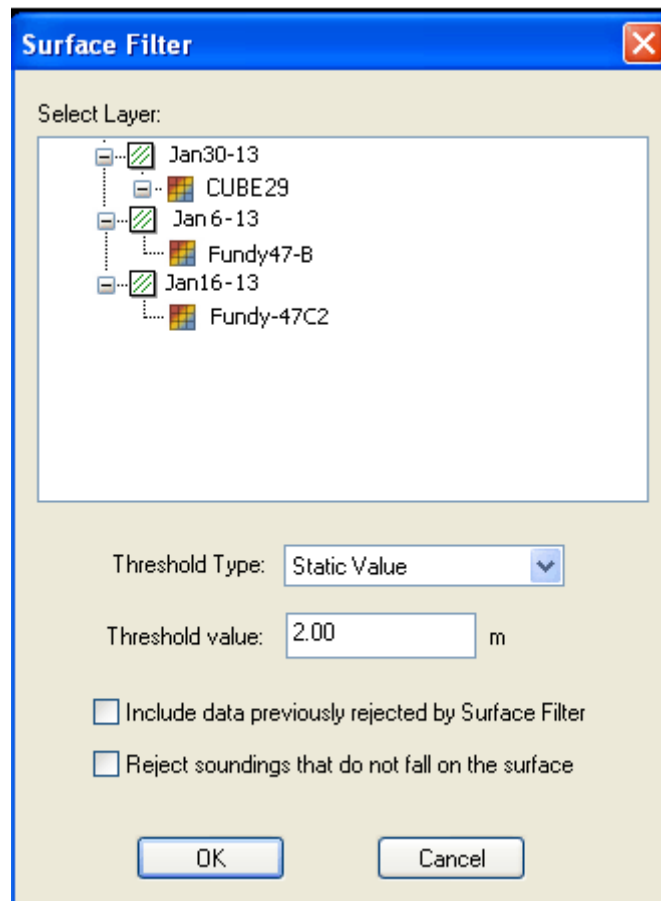 Surface Filter
Select Layer:
Jan30-13
CUBE29
Jan 6-13
Fundy47-B
Jan16-13
Fundy-47C2
Threshold Type: Static Value
Threshold value: 2.00 m
Include data previously rejected by Surface Filter
Reject soundings that do not fall on the surface
OK Cancel